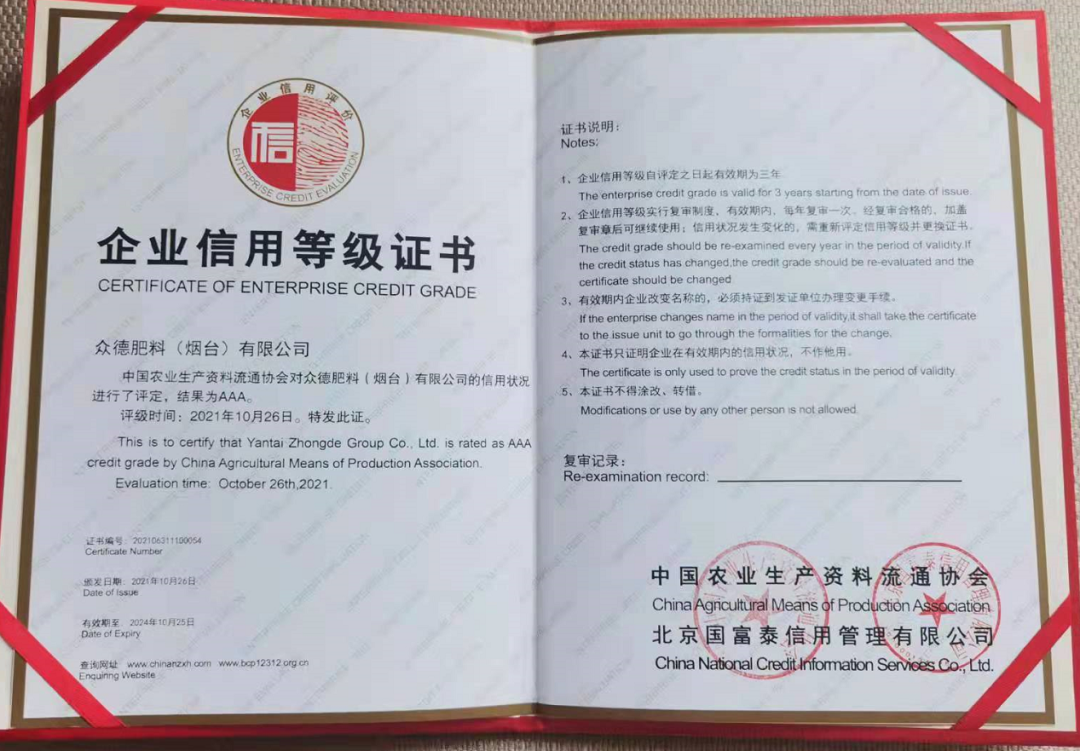 企业信用评价
信
ENTERPRISE CREDIT EVALUATION
企业信用等级证书
CERTIFICATE OF ENTERPRISE CREDIT GRADE
众德肥料（烟台）有限公司
中国农业生产资料流通协会对众德肥料（烟台）有限公司的信用状况
进行了评定，结果为AAA。
评级时间：2021年10月26日。特发此证。
This is to certify that Yantai Zhongde Group Co., Ltd. is rated as AAA
credit grade by China Agricultural Means of Production Association.
Evaluation time: October 26th,2021.
证书编号：202106311100054
Certificate Number
颁发日期：2021年10月26日
Date of Issue
有效期至：2024年10月25日
Date of Expiry
查询网址 www.chinanzxh.com www.bcp12312.org.cn
Enquiring Website
证书说明：
Notes:
1、企业信用等级自评定之日起有效期为三年
The enterprise credit grade is valid for 3 years starting from the date of issue.
2、企业信用等级实行复审制度，有效期内，每年复审一次。经复审合格的，加盖
复审章后可继续使用；信用状况发生变化的，需重新评定信用等级并更换证书。
The credit grade should be re-examined every year in the period of validity.If
the credit status has changed,the credit grade should be re-evaluated and the
certificate should be changed.
3、有效期内企业改变名称的，必须持证到发证单位办理变更手续。
If the enterprise changes name in the period of validity,it shall take the certificate
to the issue unit to go through the formalities for the change.
4、本证书只证明企业在有效期内的信用状况，不作他用。
The certificate is only used to prove the credit status in the period of validity.
5、本证书不得涂改、转借。
Modifications or use by any other person is not allowed.
复审记录：
Re-examination record:
中国农业生产资料流通协会
China Agricultural Means of Production Association
北京国富泰信用管理有限公司
China National Credit Information Services Co., Ltd.